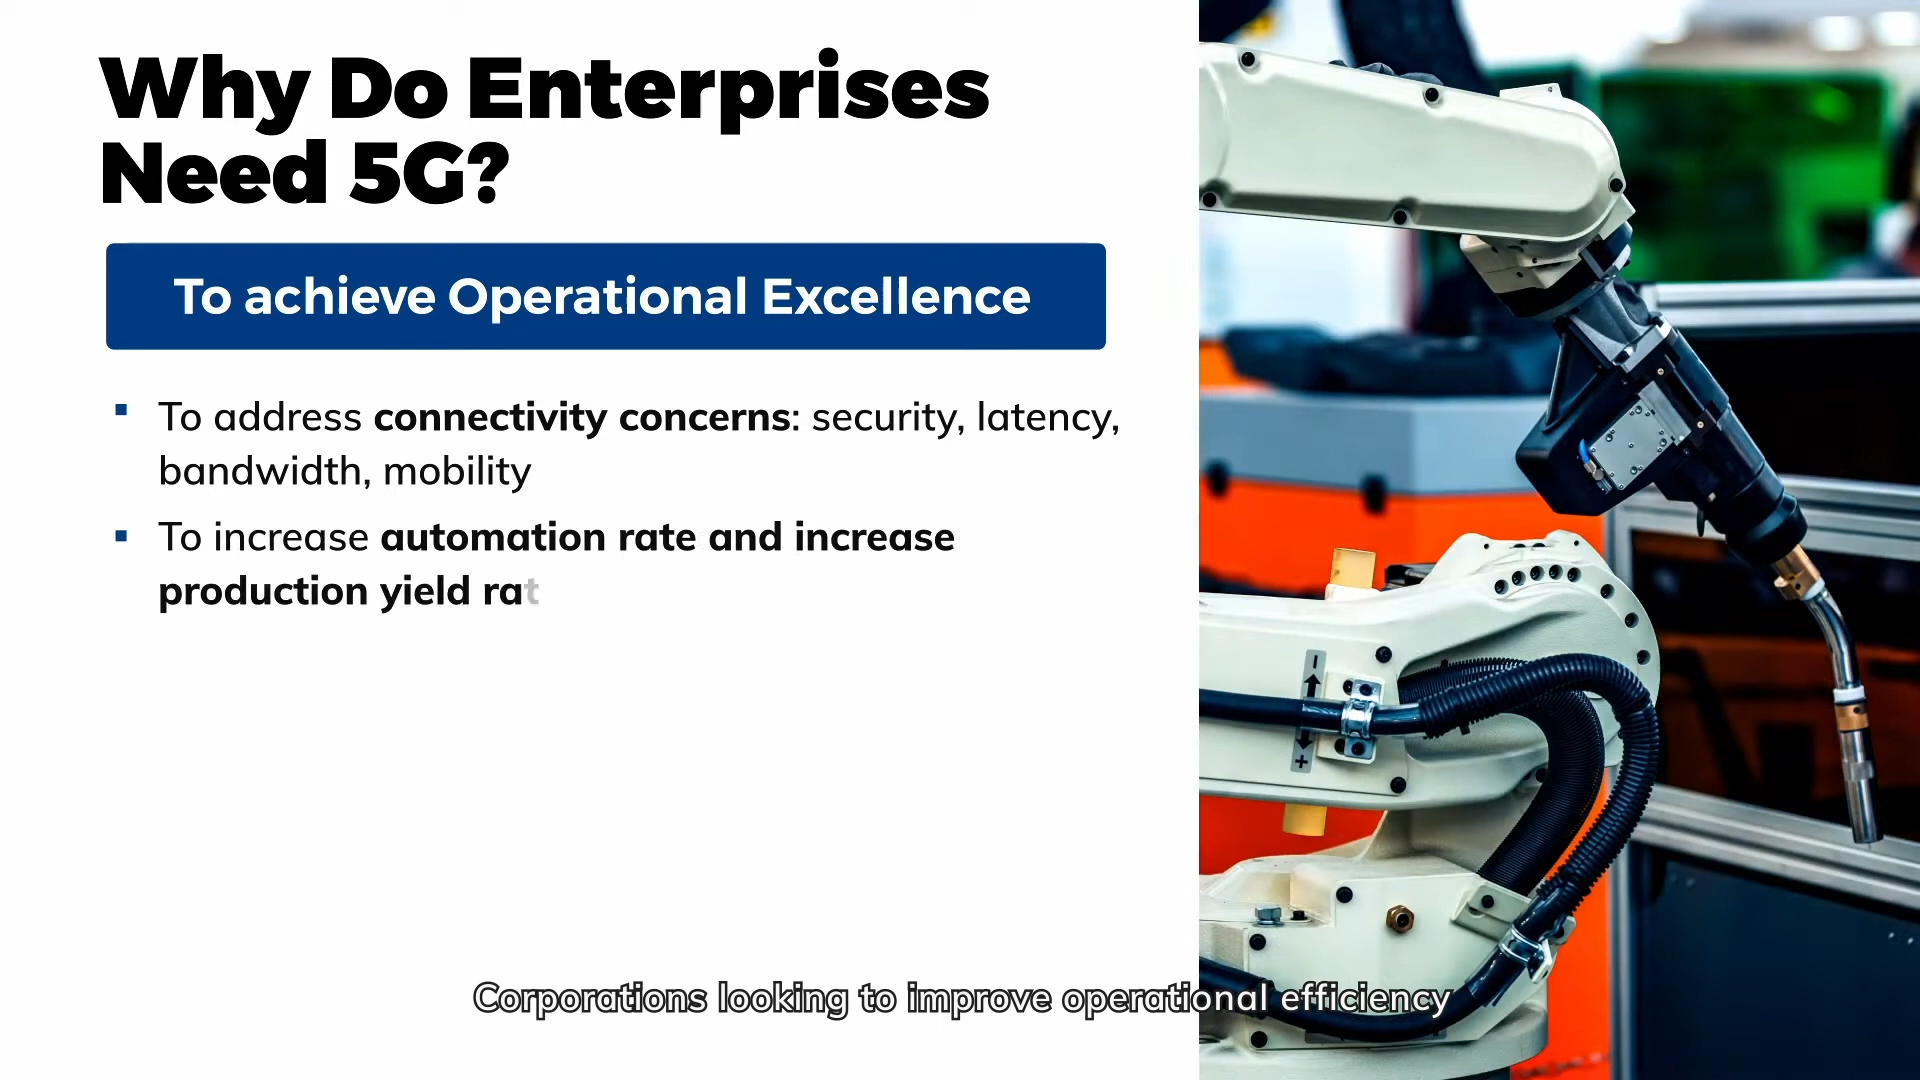 Why Do Enterprises
Need 5G?
To achieve Operational Excellence
▪ To address connectivity concerns: security, latency,
bandwidth, mobility
▪ To increase automation rate and increase
production yield rat
Corporations looking to improve operational efficiency